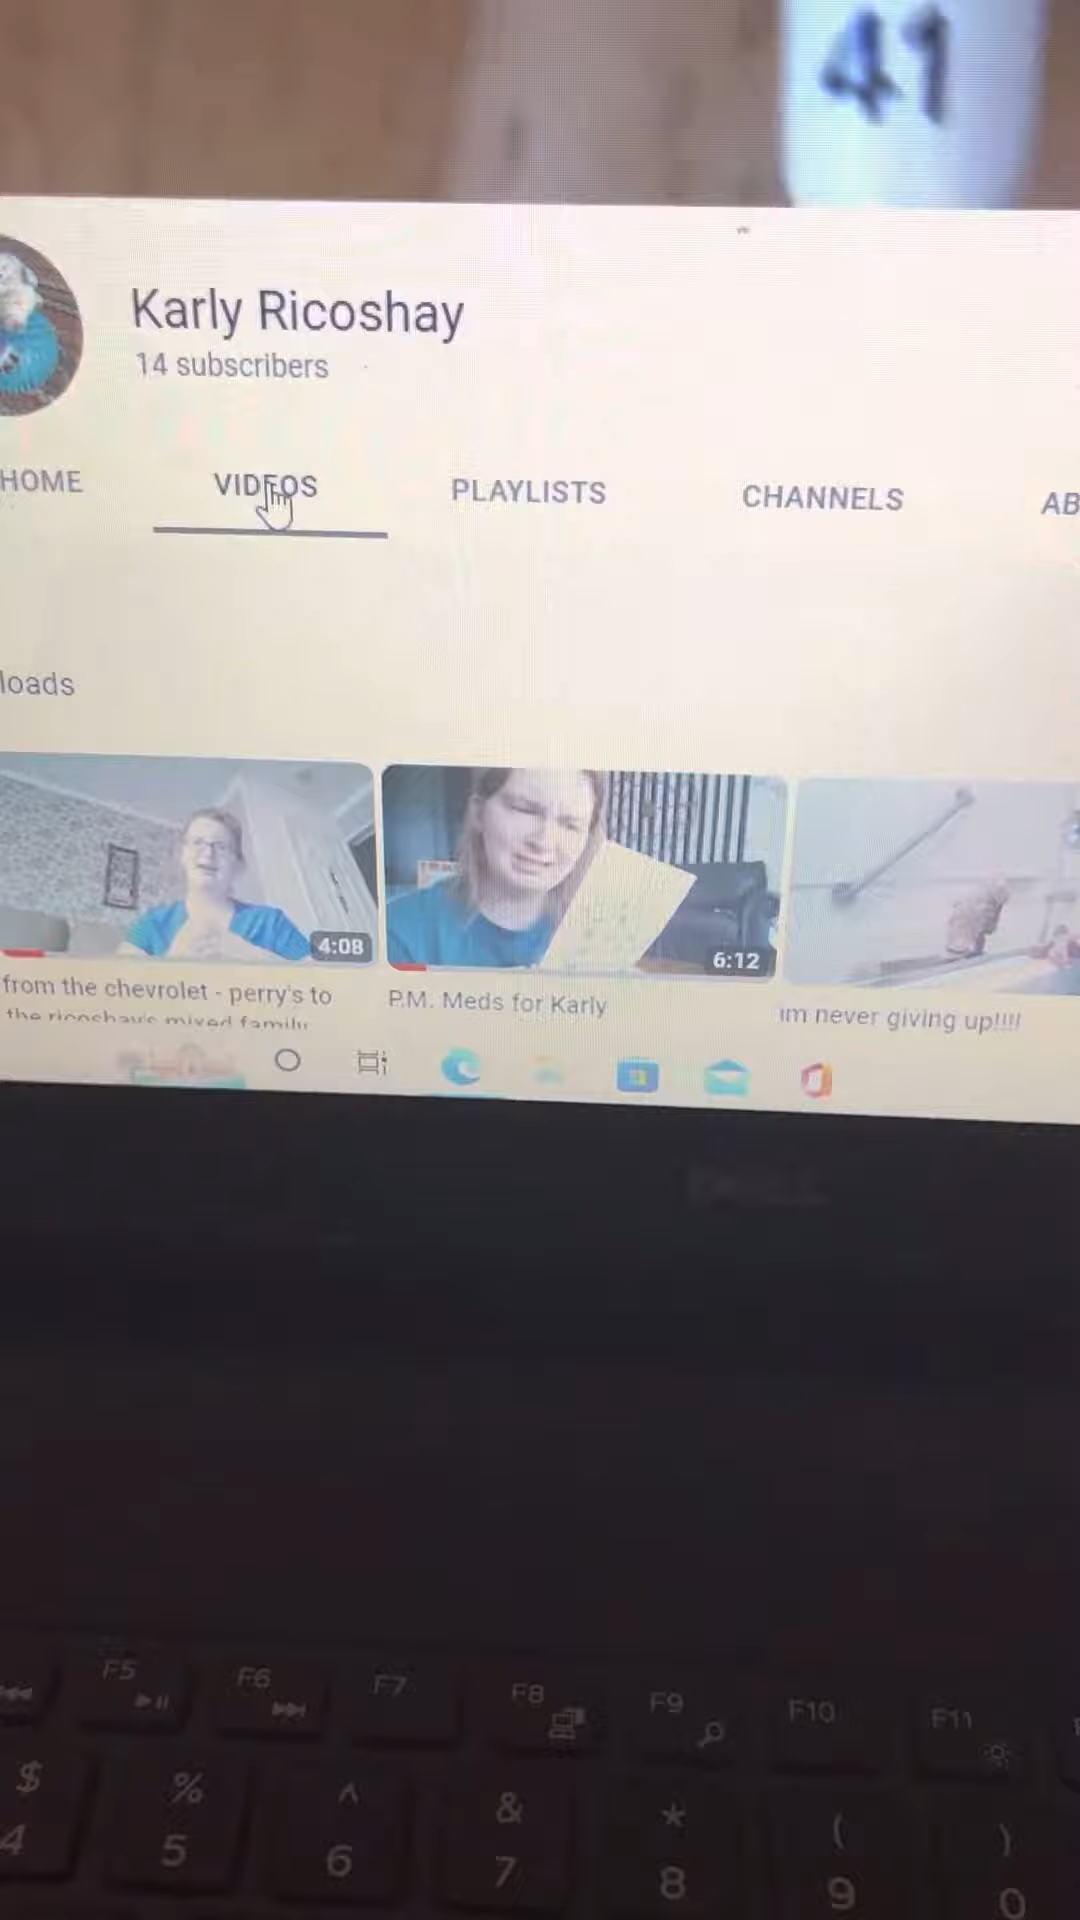 41
Karly Ricoshay
14 subscribers
HOME VIDEOS PLAYLISTS CHANNELS AB
loads
4:08
6:12
from the chevrolet - perry's to
the ricoshay's mixed family
P.M. Meds for Karly
im never giving up!!!!
F5 F6 F7 F8 F9 F10 F11
$ % ^ & * ( )
4 5 6 7 8 9 0